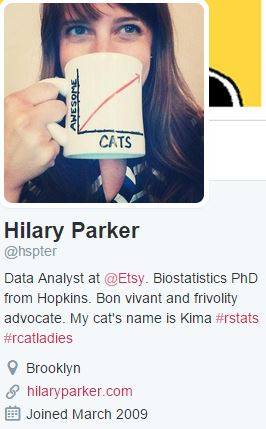 AWESOME
CATS
Hilary Parker
@hspter
Data Analyst at @Etsy. Biostatistics PhD
from Hopkins. Bon vivant and frivolity
advocate. My cat's name is Kima #rstats
#rcatladies
Brooklyn
hilaryparker.com
Joined March 2009